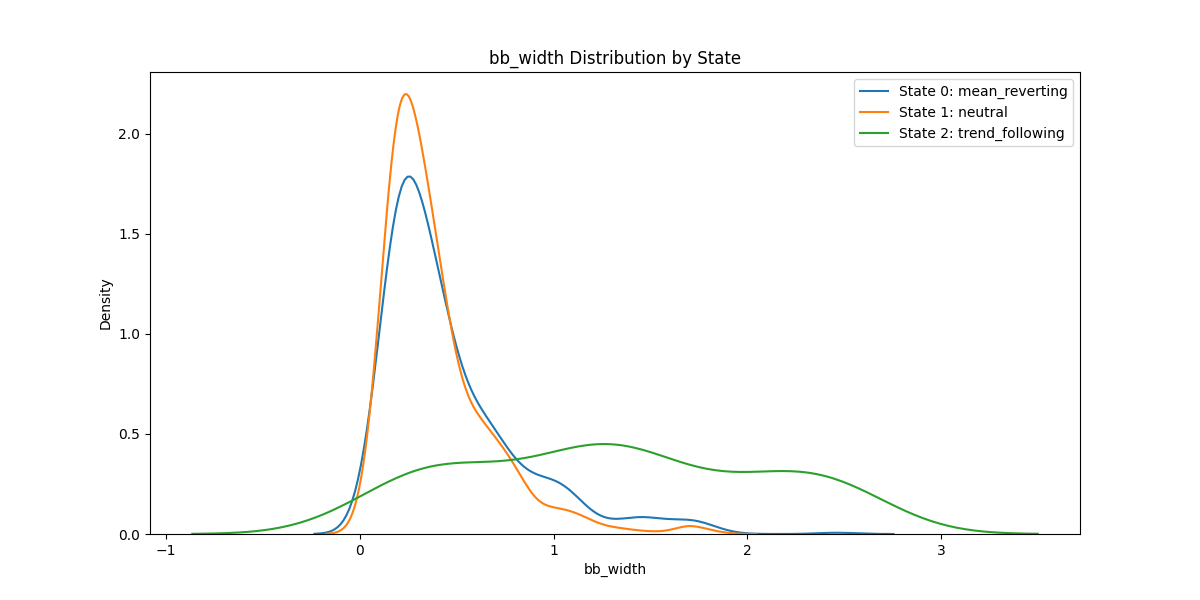 bb_width Distribution by State
State 0: mean_reverting
State 1: neutral
State 2: trend_following
Density
2.0
1.5
1.0
0.5
0.0
−1
0
1
2
3
bb_width